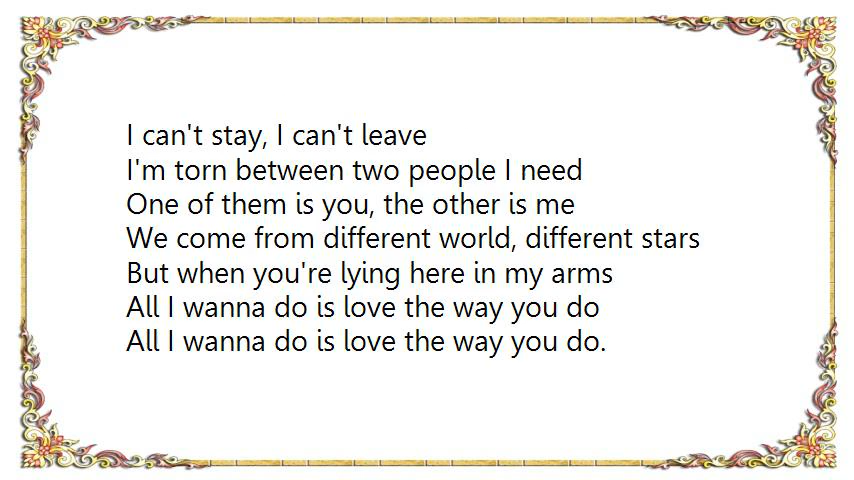 I can't stay, I can't leave
I'm torn between two people I need
One of them is you, the other is me
We come from different world, different stars
But when you're lying here in my arms
All I wanna do is love the way you do
All I wanna do is love the way you do.